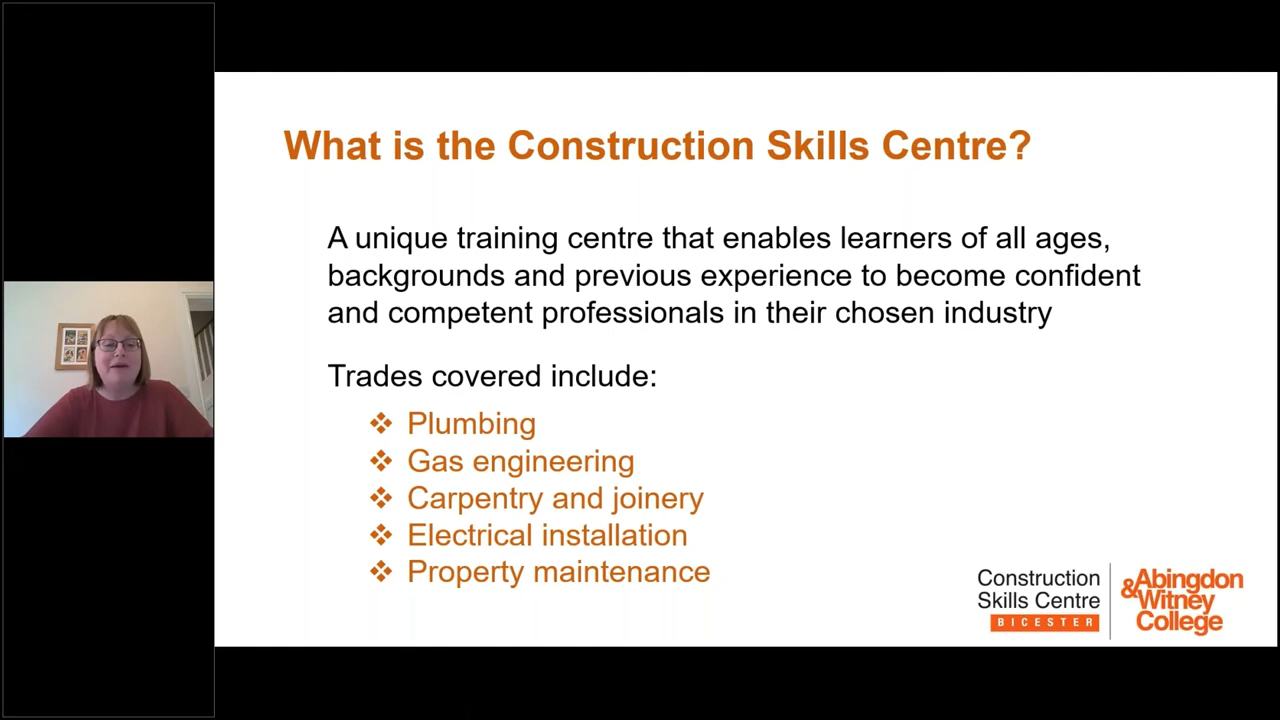 What is the Construction Skills Centre?
A unique training centre that enables learners of all ages,
backgrounds and previous experience to become confident
and competent professionals in their chosen industry
Trades covered include:
❖ Plumbing
❖ Gas engineering
❖ Carpentry and joinery
❖ Electrical installation
❖ Property maintenance
Construction
Skills Centre
BICESTER
Abingdon
& Witney
College